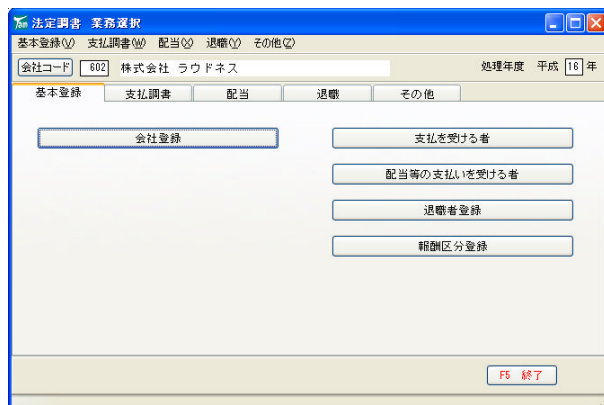 法定調書 業務選択
基本登録(V) 支払調書(W) 配当(X) 退職(Y) その他(Z)
会社コード 602 株式会社 ラウドネス 処理年度 平成 16 年
基本登録 支払調書 配当 退職 その他
会社登録 支払を受ける者
配当等の支払いを受ける者
退職者登録
報酬区分登録
F5 終了